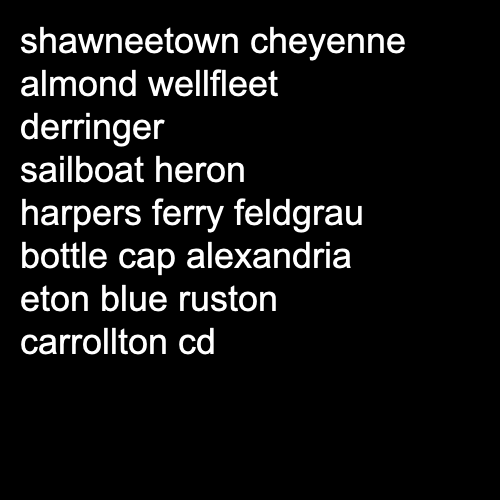 shawneetown cheyenne
almond wellfleet
derringer
sailboat heron
harpers ferry feldgrau
bottle cap alexandria
eton blue ruston
carrollton cd